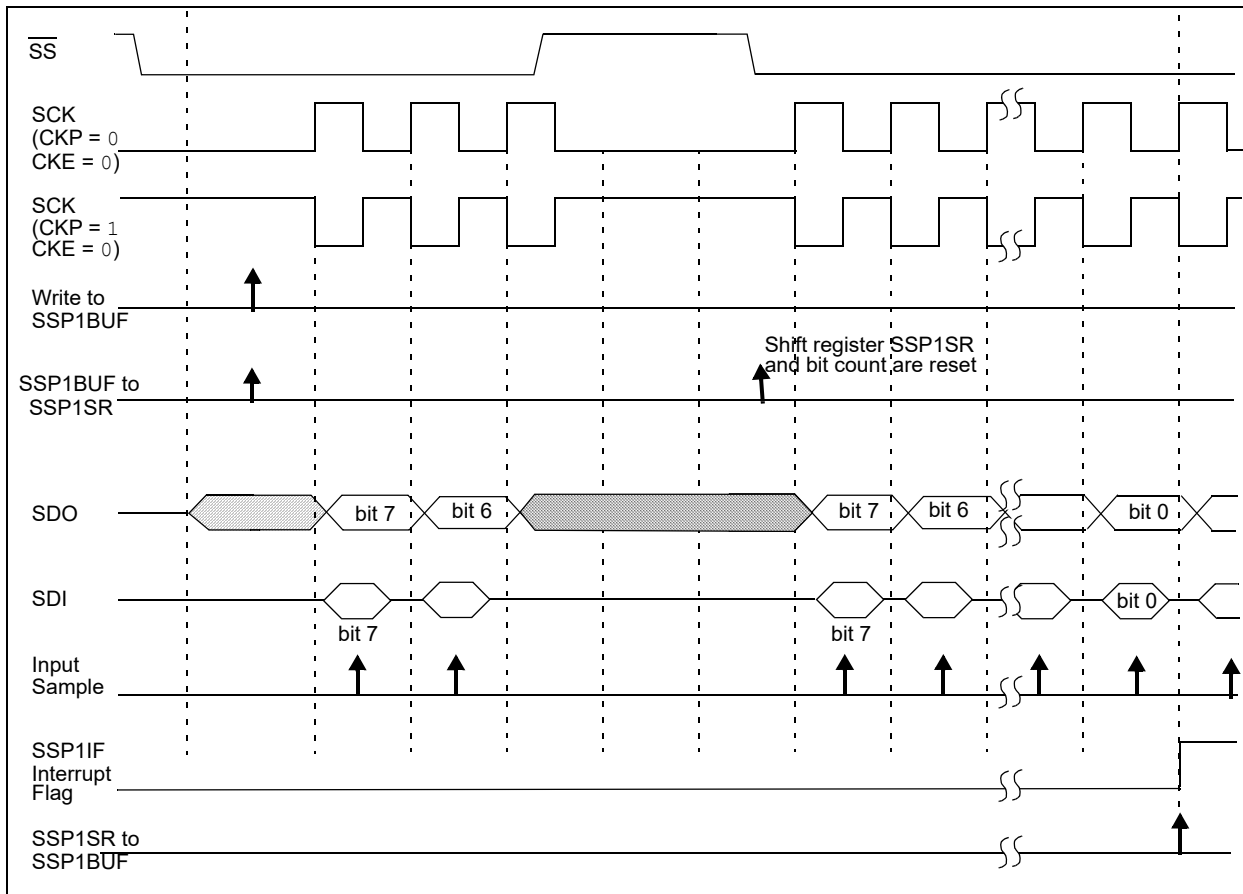 SS
SCK
(CKP = 0
CKE = 0)
SCK
(CKP = 1
CKE = 0)
Write to
SSP1BUF
Shift register SSP1SR
and bit count are reset
SSP1BUF to
SSP1SR
SDO
bit 7
bit 6
bit 7
bit 6
bit 0
SDI
bit 0
bit 7
bit 7
Input
Sample
SSP1IF
Interrupt
Flag
SSP1SR to
SSP1BUF